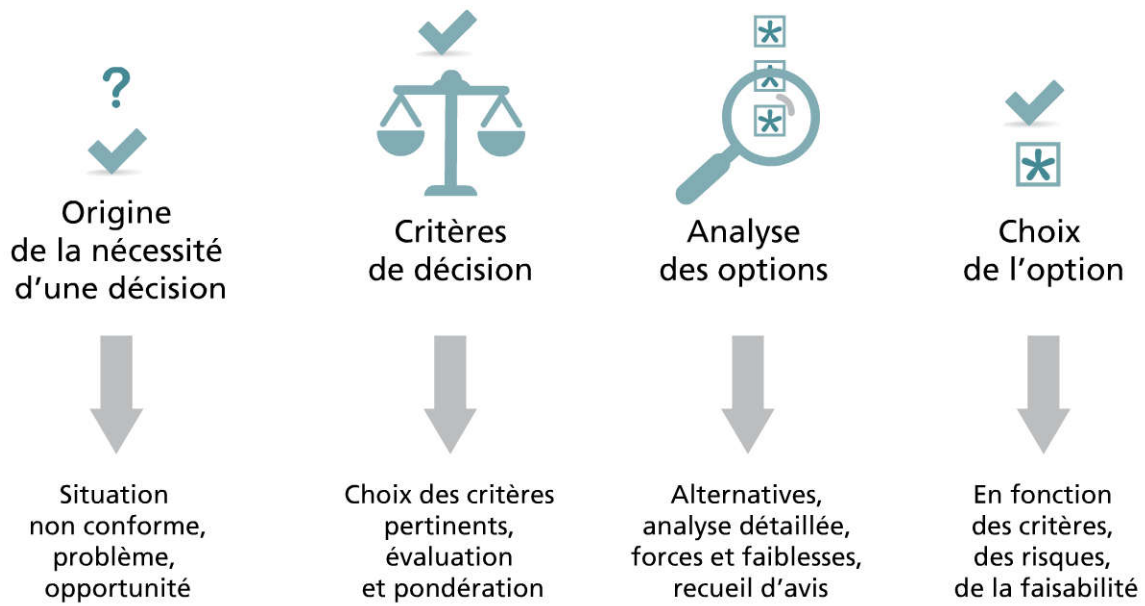 ?
Origine
de la nécessité
d'une décision
Critères
de décision
Analyse
des options
Choix
de l'option
Situation
non conforme,
problème,
opportunité
Choix des critères
pertinents,
évaluation
et pondération
Alternatives,
analyse détaillée,
forces et faiblesses,
recueil d'avis
En fonction
des critères,
des risques,
de la faisabilité